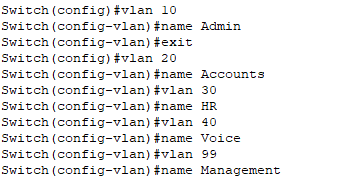 Switch(config)#vlan 10
Switch(config-vlan)#name Admin
Switch(config-vlan)#exit
Switch(config)#vlan 20
Switch(config-vlan)#name Accounts
Switch(config-vlan)#vlan 30
Switch(config-vlan)#name HR
Switch(config-vlan)#vlan 40
Switch(config-vlan)#name Voice
Switch(config-vlan)#vlan 99
Switch(config-vlan)#name Management